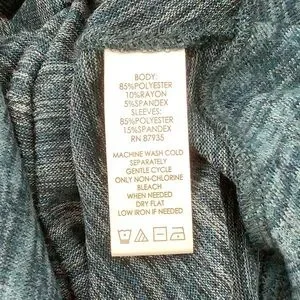 BODY:
85%POLYESTER
10%RAYON
5%SPANDEX
SLEEVES:
85%POLYESTER
15%SPANDEX
RN 87935
MACHINE WASH COLD
SEPARATELY
GENTLE CYCLE
ONLY NON-CHLORINE
BLEACH
WHEN NEEDED
DRY FLAT
LOW IRON IF NEEDED